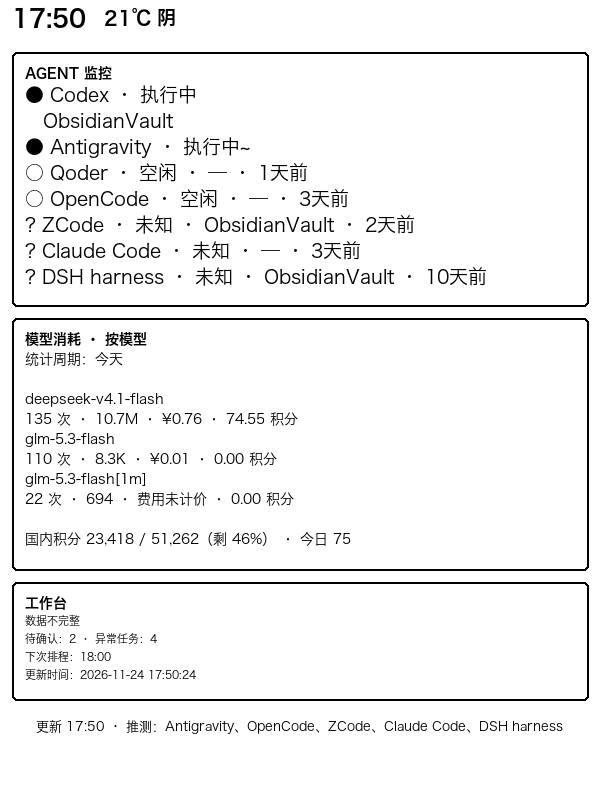 17:50 21℃ 阴
AGENT 监控
● Codex · 执行中
ObsidianVault
● Antigravity · 执行中~
○ Qoder · 空闲 · — · 1天前
○ OpenCode · 空闲 · — · 3天前
? ZCode · 未知 · ObsidianVault · 2天前
? Claude Code · 未知 · — · 3天前
? DSH harness · 未知 · ObsidianVault · 10天前
模型消耗 · 按模型
统计周期：今天
deepseek-v4.1-flash
135 次 · 10.7M · ¥0.76 · 74.55 积分
glm-5.3-flash
110 次 · 8.3K · ¥0.01 · 0.00 积分
glm-5.3-flash[1m]
22 次 · 694 · 费用未计价 · 0.00 积分
国内积分 23,418 / 51,262（剩 46%） · 今日 75
工作台
数据不完整
待确认：2 · 异常任务：4
下次排程：18:00
更新时间：2026-11-24 17:50:24
更新 17:50 · 推测：Antigravity、OpenCode、ZCode、Claude Code、DSH harness